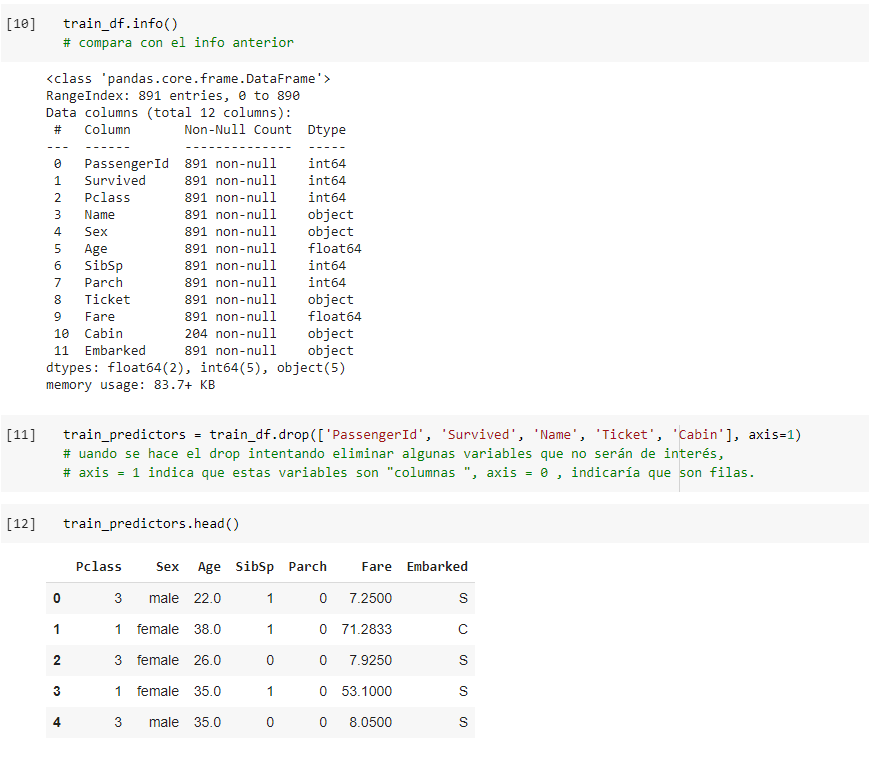 [10] train_df.info()
# compara con el info anterior
<class 'pandas.core.frame.DataFrame'>
RangeIndex: 891 entries, 0 to 890
Data columns (total 12 columns):
 #   Column       Non-Null Count  Dtype
---  ------       --------------  -----
 0   PassengerId  891 non-null    int64
 1   Survived     891 non-null    int64
 2   Pclass       891 non-null    int64
 3   Name         891 non-null    object
 4   Sex          891 non-null    object
 5   Age          891 non-null    float64
 6   SibSp        891 non-null    int64
 7   Parch        891 non-null    int64
 8   Ticket       891 non-null    object
 9   Fare         891 non-null    float64
 10  Cabin        204 non-null    object
 11  Embarked     891 non-null    object
dtypes: float64(2), int64(5), object(5)
memory usage: 83.7+ KB
[11] train_predictors = train_df.drop(['PassengerId', 'Survived', 'Name', 'Ticket', 'Cabin'], axis=1)
# uando se hace el drop intentando eliminar algunas variables que no serán de interés,
# axis = 1 indica que estas variables son "columnas ", axis = 0 , indicaría que son filas.
[12] train_predictors.head()
Pclass Sex Age SibSp Parch Fare Embarked
0 3 male 22.0 1 0 7.2500 S
1 1 female 38.0 1 0 71.2833 C
2 3 female 26.0 0 0 7.9250 S
3 1 female 35.0 1 0 53.1000 S
4 3 male 35.0 0 0 8.0500 S